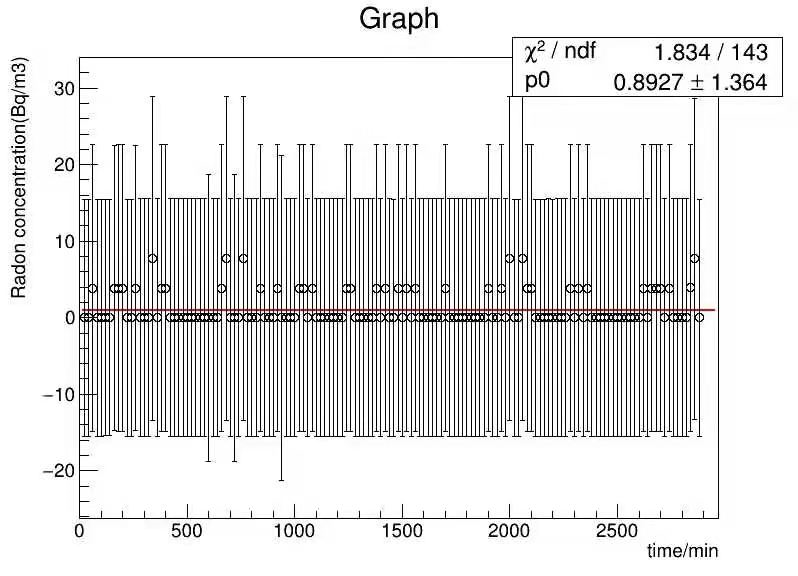 Graph
χ² / ndf 1.834 / 143
p0 0.8927 ± 1.364
Radon concentration(Bq/m3)
30
20
10
0
−10
−20
0 500 1000 1500 2000 2500
time/min